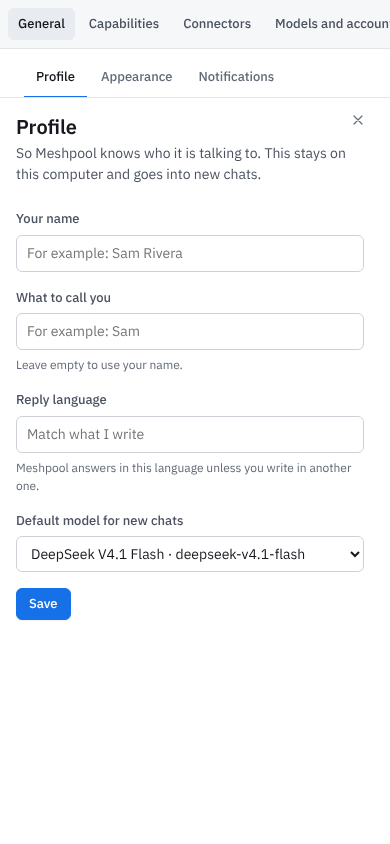 General Capabilities Connectors Models and accoun
Profile Appearance Notifications
Profile
So Meshpool knows who it is talking to. This stays on
this computer and goes into new chats.
Your name
For example: Sam Rivera
What to call you
For example: Sam
Leave empty to use your name.
Reply language
Match what I write
Meshpool answers in this language unless you write in another
one.
Default model for new chats
DeepSeek V4.1 Flash · deepseek-v4.1-flash
Save